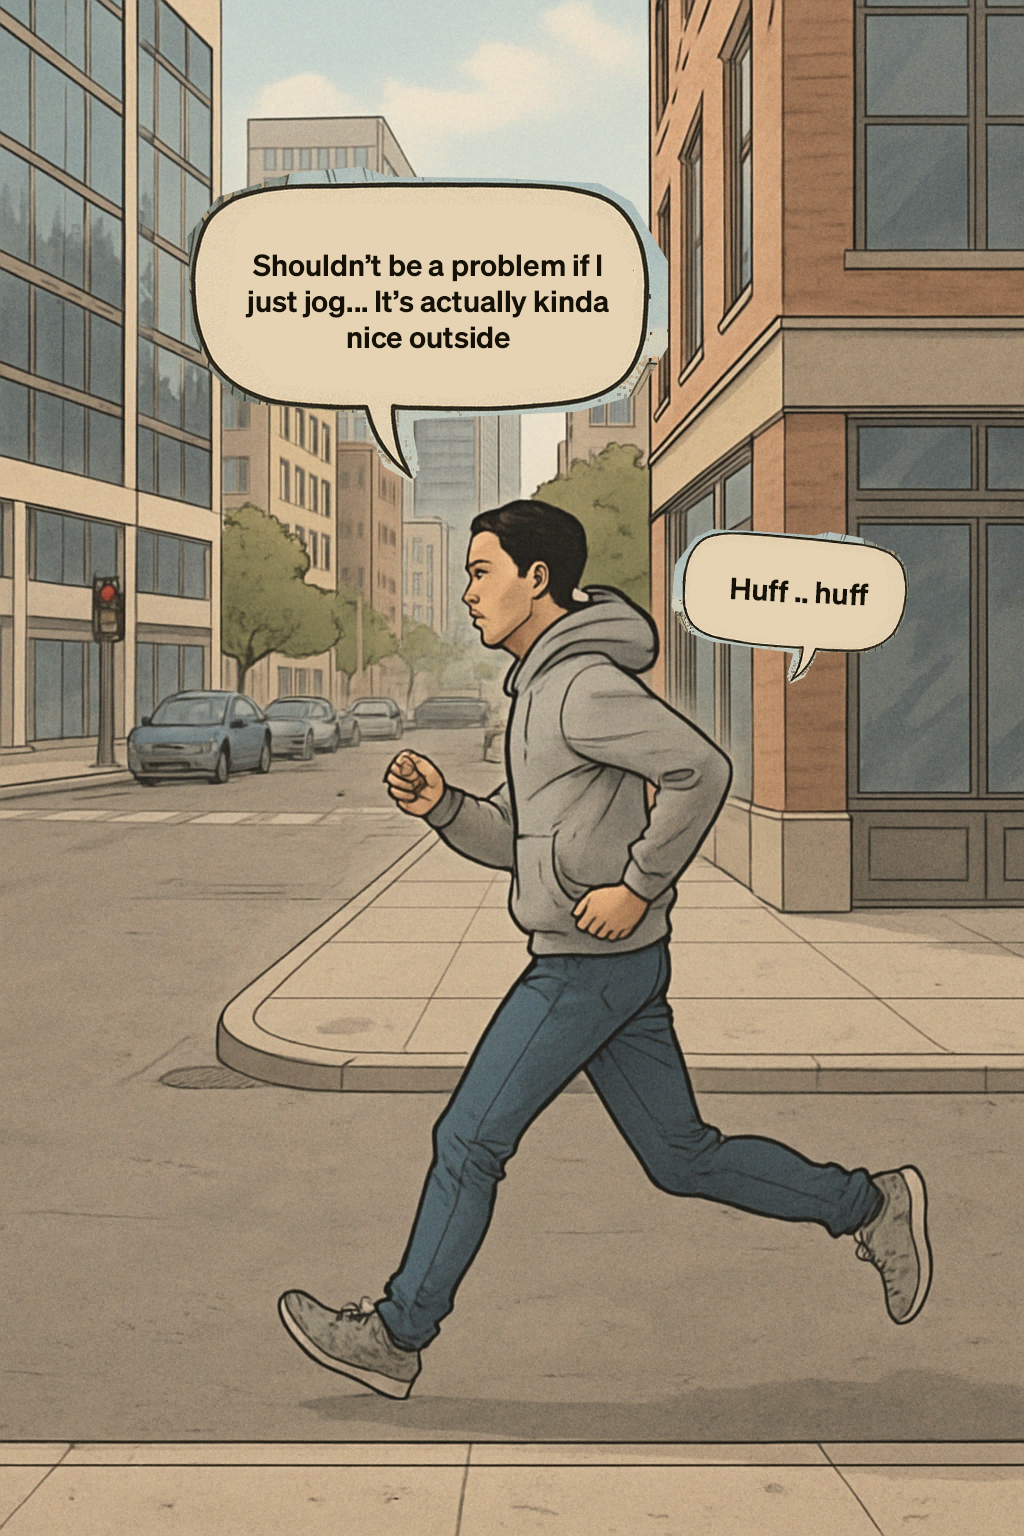 Shouldn’t be a problem if I
just jog... It’s actually kinda
nice outside
Huff .. huff